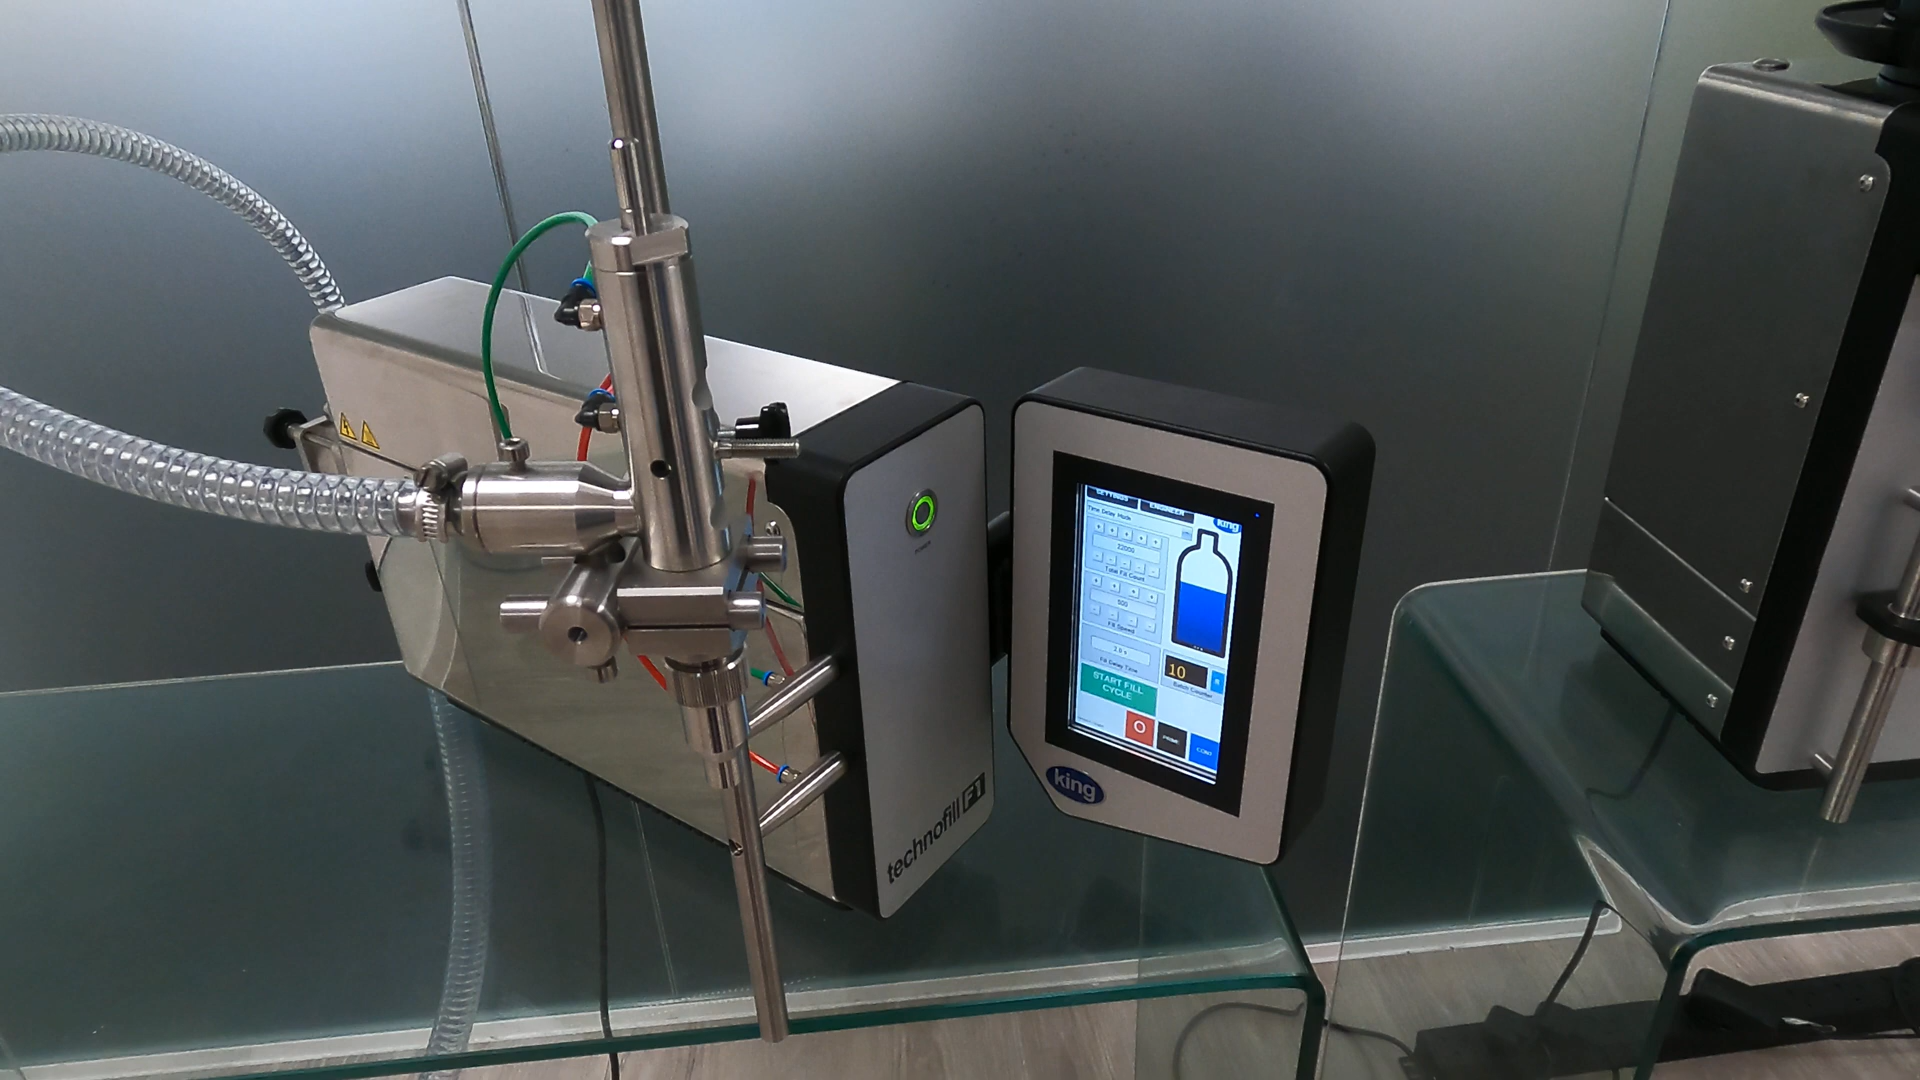 SETTINGS
ENGINEER
king
Time Delay Mode
22000
Total Fill Count
500
Fill Speed
2.0 s
Fill Delay Time
10
Batch Counter
START FILL
CYCLE
O
PRIME
CONT
king
POWER
technofill F1